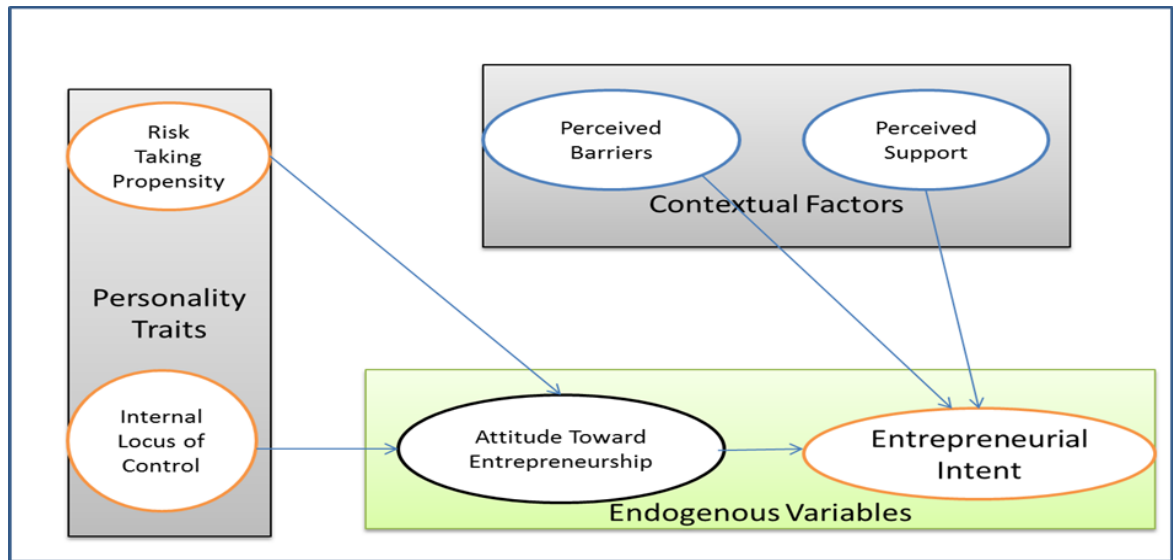 Risk
Taking
Propensity
Personality
Traits
Internal
Locus of
Control
Perceived
Barriers
Perceived
Support
Contextual Factors
Attitude Toward
Entrepreneurship
Entrepreneurial
Intent
Endogenous Variables